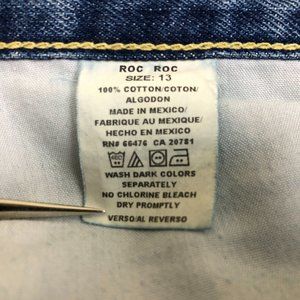 ROC ROC
SIZE: 13
100% COTTON/COTON/
ALGODON
MADE IN MEXICO/
FABRIQUE AU MEXIQUE/
HECHO EN MEXICO
RN# 66476 CA 20781
WASH DARK COLORS
SEPARATELY
NO CHLORINE BLEACH
DRY PROMPTLY
VERSO/AL REVERSO